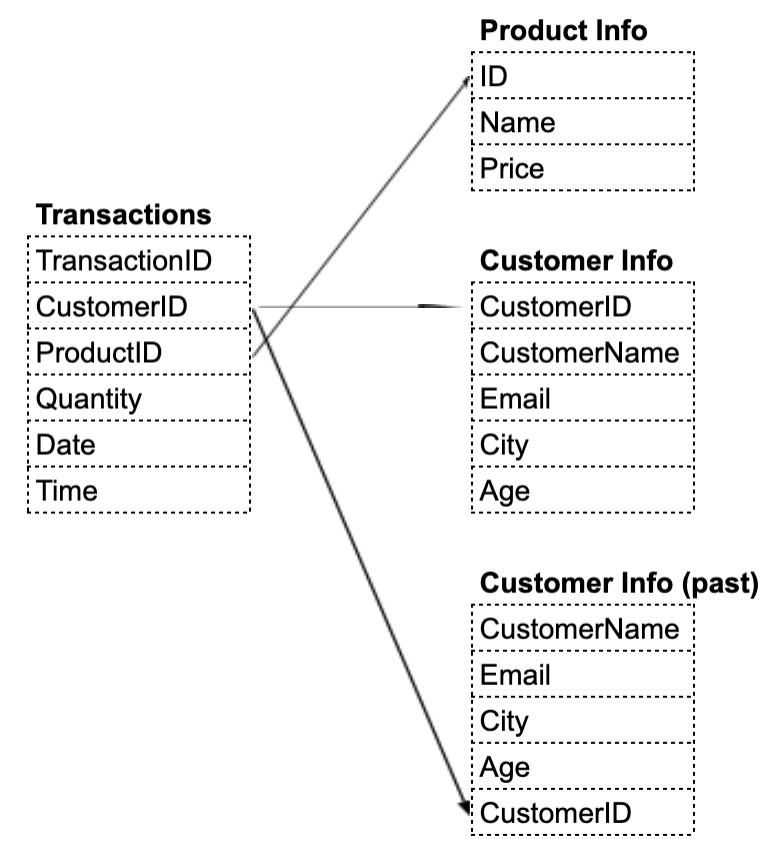 Product Info
ID
Name
Price
Transactions
TransactionID
CustomerID
ProductID
Quantity
Date
Time
Customer Info
CustomerID
CustomerName
Email
City
Age
Customer Info (past)
CustomerName
Email
City
Age
CustomerID